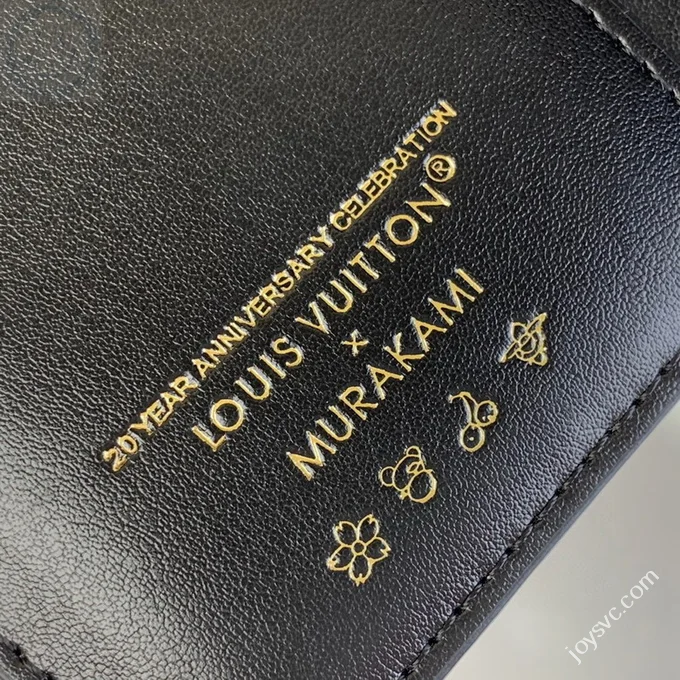 20 YEAR ANNIVERSARY CELEBRATION
LOUIS VUITTON®
×
MURAKAMI
joysvc.com